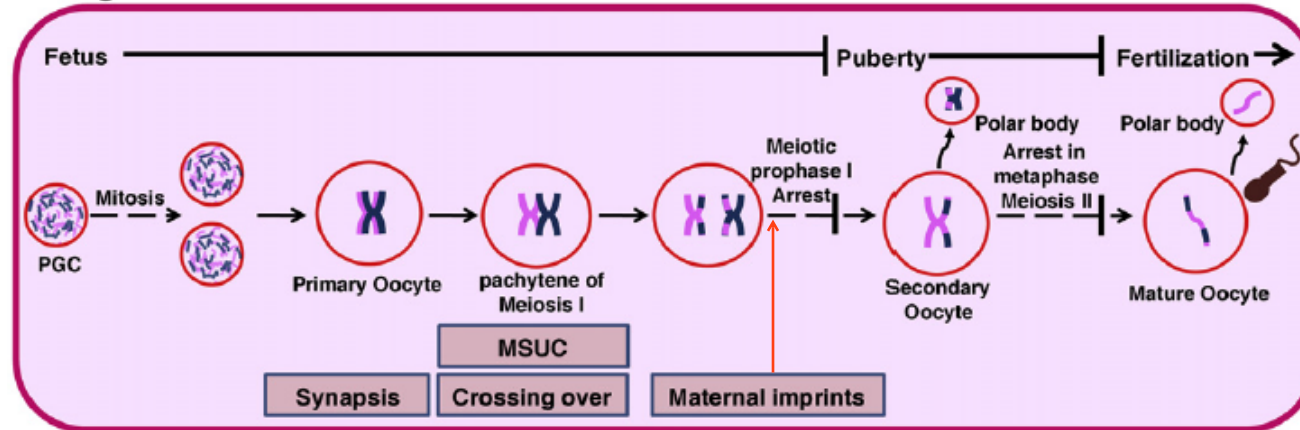 Fetus
Puberty
Fertilization
Polar body
Polar body
Meiotic
prophase I
Arrest
Arrest in
metaphase
Meiosis II
Mitosis
PGC
Primary Oocyte
pachytene of
Meiosis I
Secondary
Oocyte
Mature Oocyte
MSUC
Synapsis
Crossing over
Maternal imprints